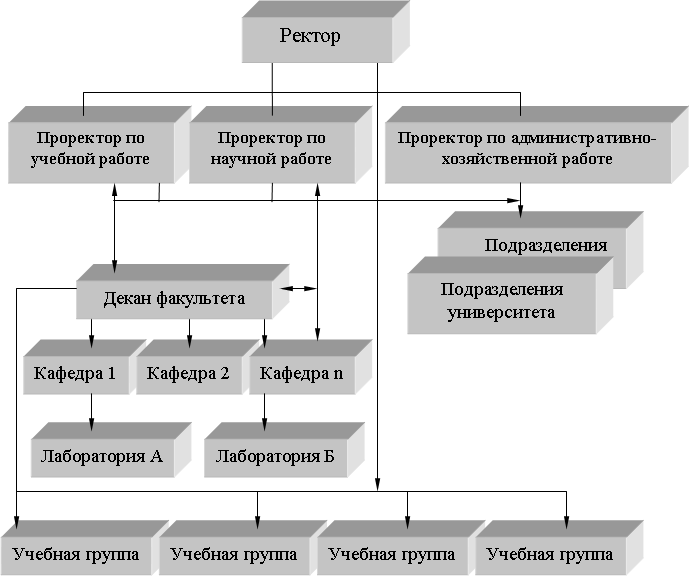 Ректор
Проректор по
учебной работе
Проректор по
научной работе
Проректор по административно-
хозяйственной работе
Подразделения
Подразделения
университета
Декан факультета
Кафедра 1
Кафедра 2
Кафедра n
Лаборатория А
Лаборатория Б
Учебная группа
Учебная группа
Учебная группа
Учебная группа